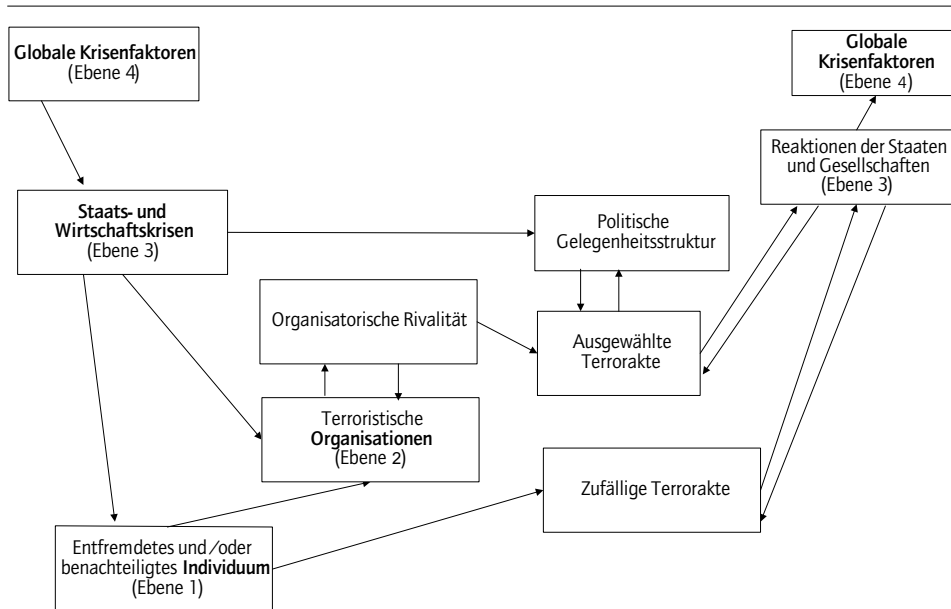 Globale Krisenfaktoren
(Ebene 4)
Globale
Krisenfaktoren
(Ebene 4)
Reaktionen der Staaten
und Gesellschaften
(Ebene 3)
Staats- und
Wirtschaftskrisen
(Ebene 3)
Politische
Gelegenheitsstruktur
Organisatorische Rivalität
Ausgewählte
Terrorakte
Terroristische
Organisationen
(Ebene 2)
Zufällige Terrorakte
Entfremdetes und/oder
benachteiligtes Individuum
(Ebene 1)